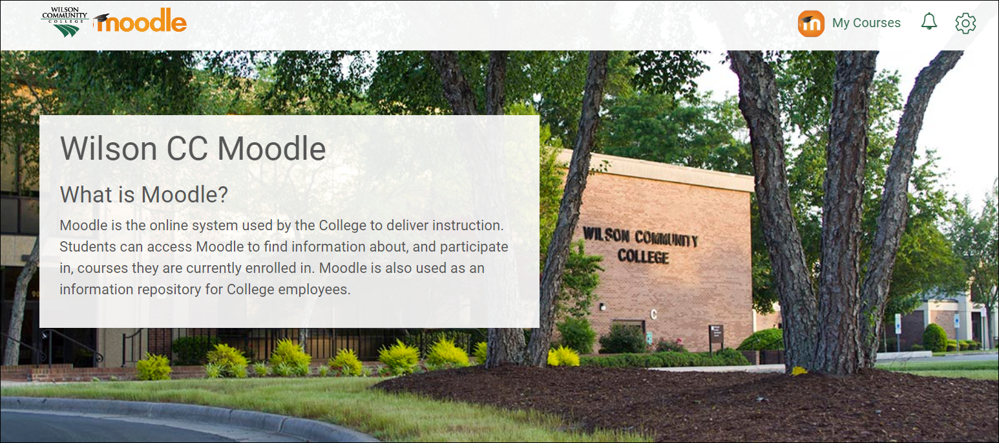 WILSON
COMMUNITY
COLLEGE
moodle
m My Courses
Wilson CC Moodle
What is Moodle?
Moodle is the online system used by the College to deliver instruction.
Students can access Moodle to find information about, and participate
in, courses they are currently enrolled in. Moodle is also used as an
information repository for College employees.
WILSON COMMUNITY
COLLEGE
C
90